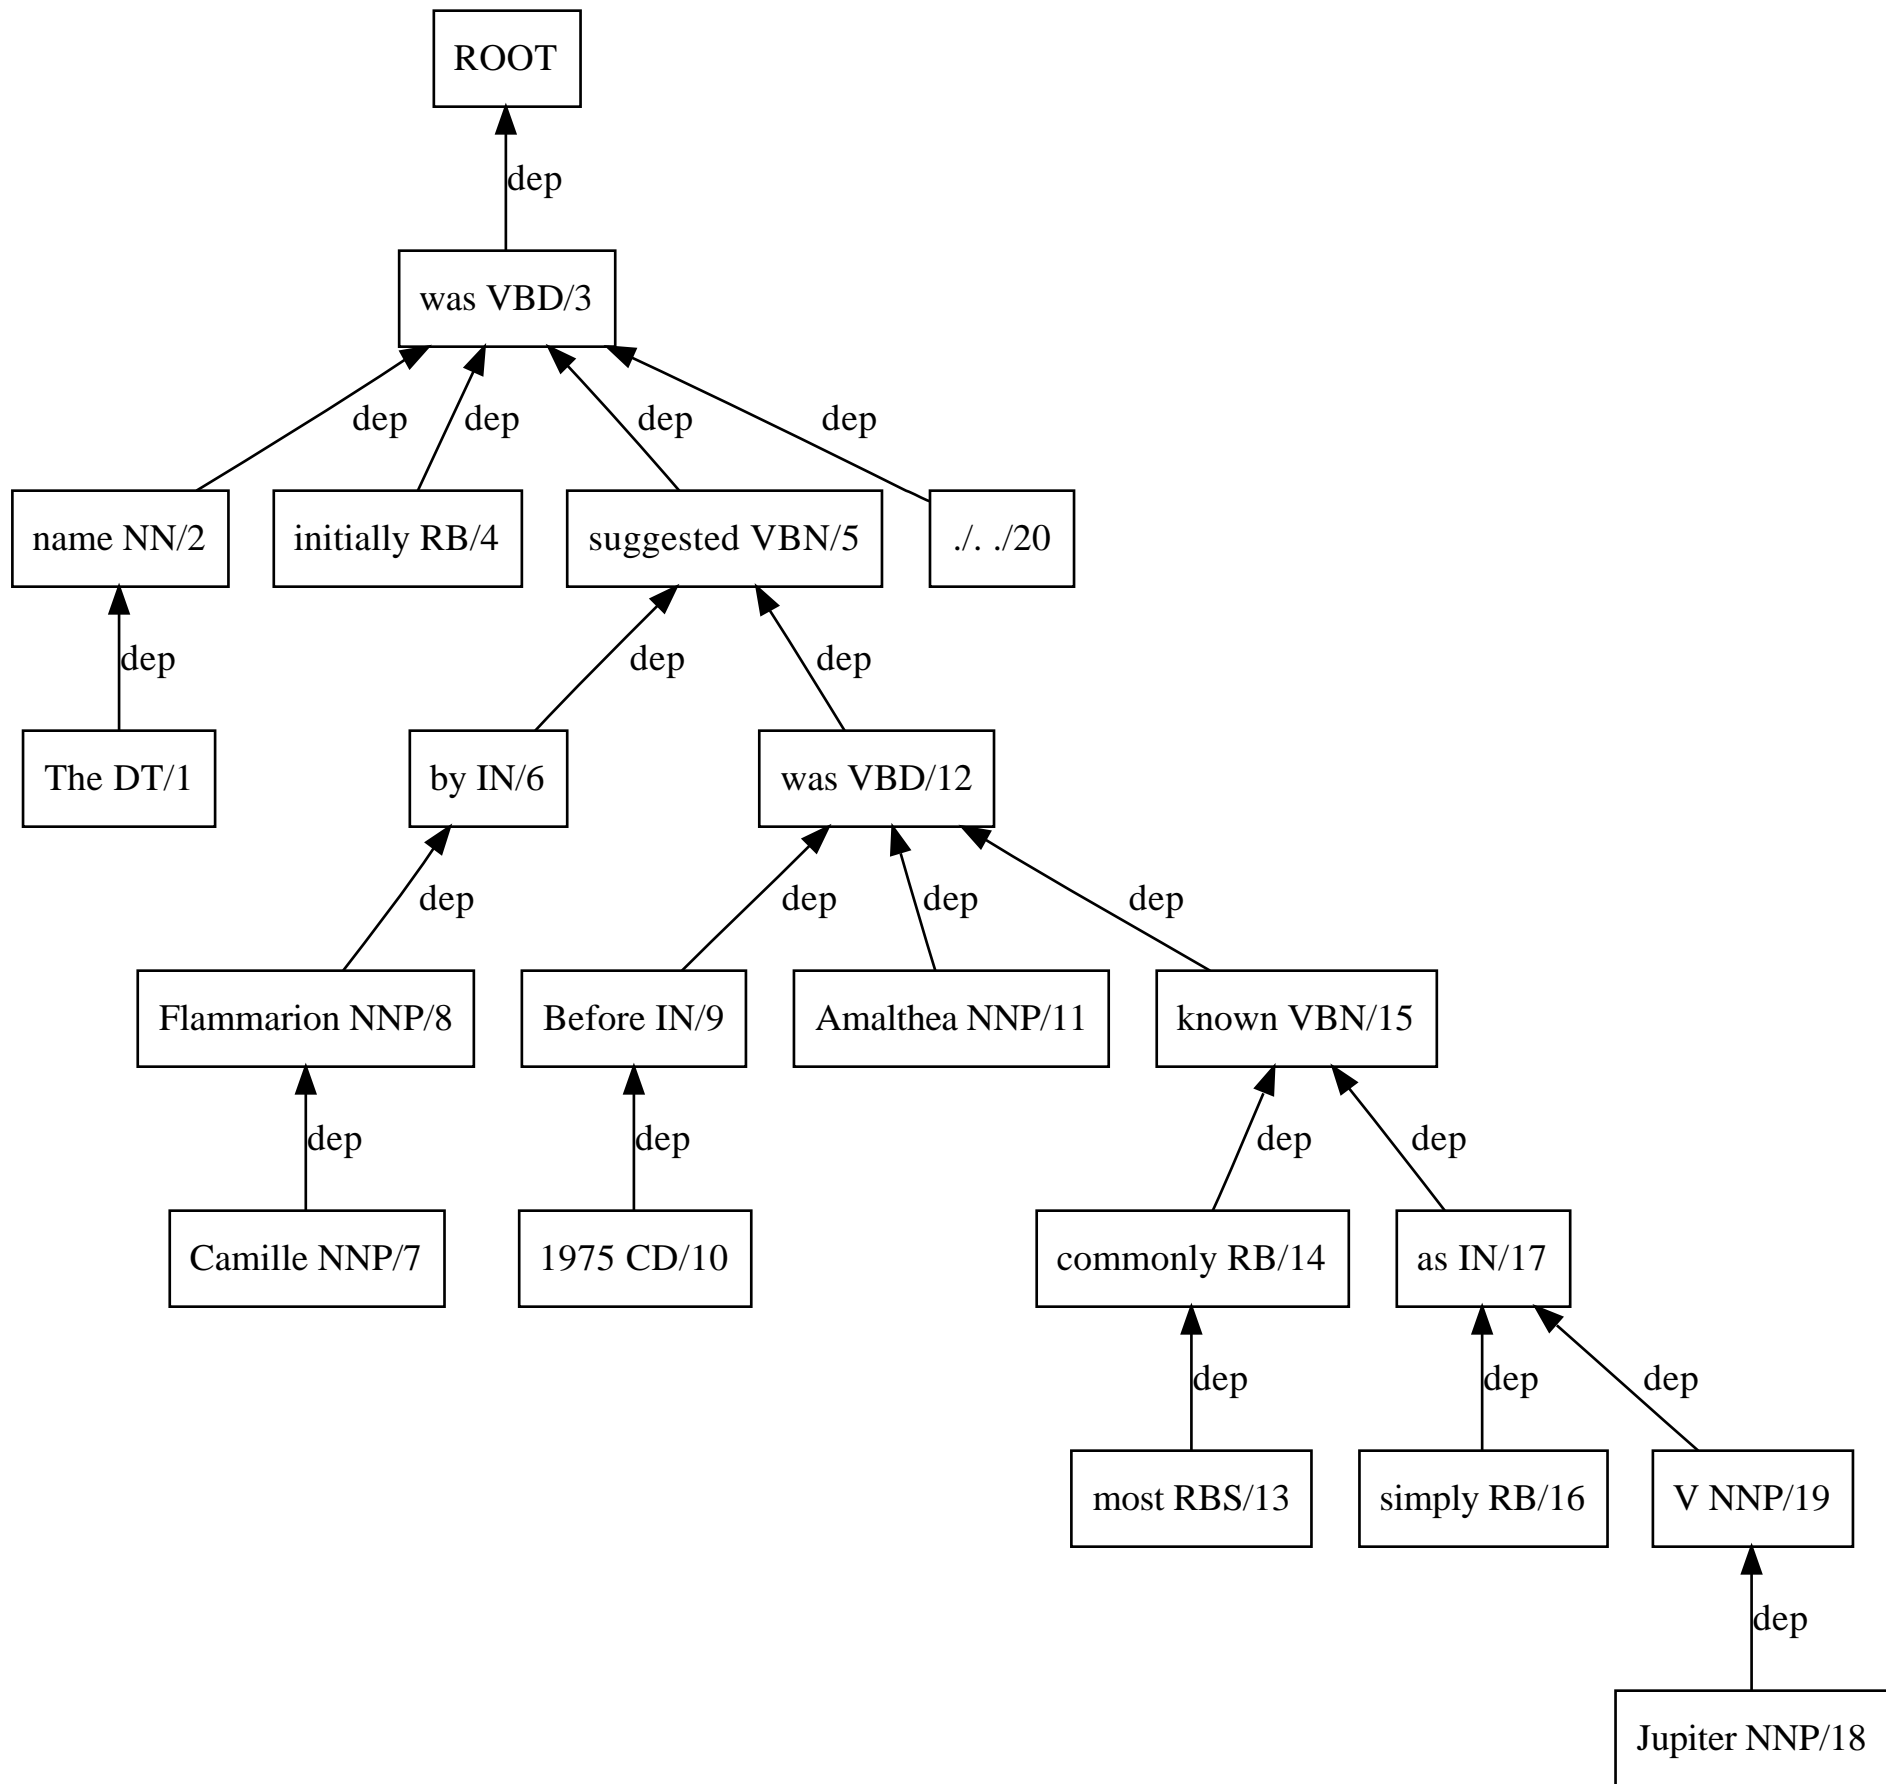 ROOT
dep
was VBD/3
dep dep dep dep
name NN/2 initially RB/4 suggested VBN/5 ./. ./20
dep dep dep
The DT/1 by IN/6 was VBD/12
dep dep dep dep
Flammarion NNP/8 Before IN/9 Amalthea NNP/11 known VBN/15
dep dep dep dep
Camille NNP/7 1975 CD/10 commonly RB/14 as IN/17
dep dep dep
most RBS/13 simply RB/16 V NNP/19
dep
Jupiter NNP/18